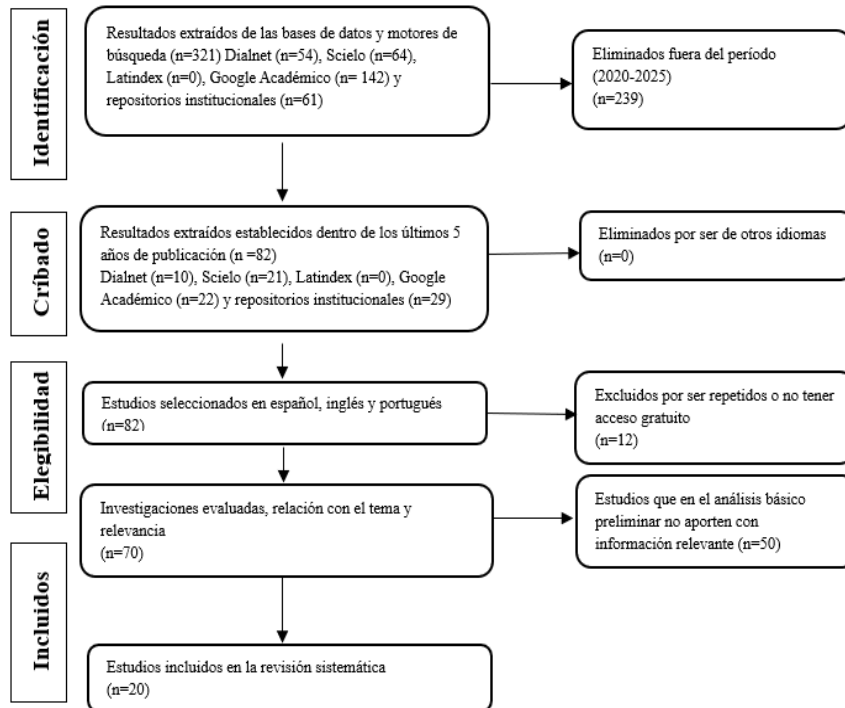 Identificación
Resultados extraídos de las bases de datos y motores de
búsqueda (n=321) Dialnet (n=54), Scielo (n=64),
Latindex (n=0), Google Académico (n= 142) y
repositorios institucionales (n=61)
Eliminados fuera del período
(2020-2025)
(n=239)
Críbado
Resultados extraídos establecidos dentro de los últimos 5
años de publicación (n =82)
Dialnet (n=10), Scielo (n=21), Latindex (n=0), Google
Académico (n=22) y repositorios institucionales (n=29)
Eliminados por ser de otros idiomas
(n=0)
Elegibilidad
Estudios seleccionados en español, inglés y portugués
(n=82)
Excluidos por ser repetidos o no tener
acceso gratuito
(n=12)
Investigaciones evaluadas, relación con el tema y
relevancia
(n=70)
Estudios que en el análisis básico
preliminar no aporten con
información relevante (n=50)
Incluidos
Estudios incluidos en la revisión sistemática
(n=20)